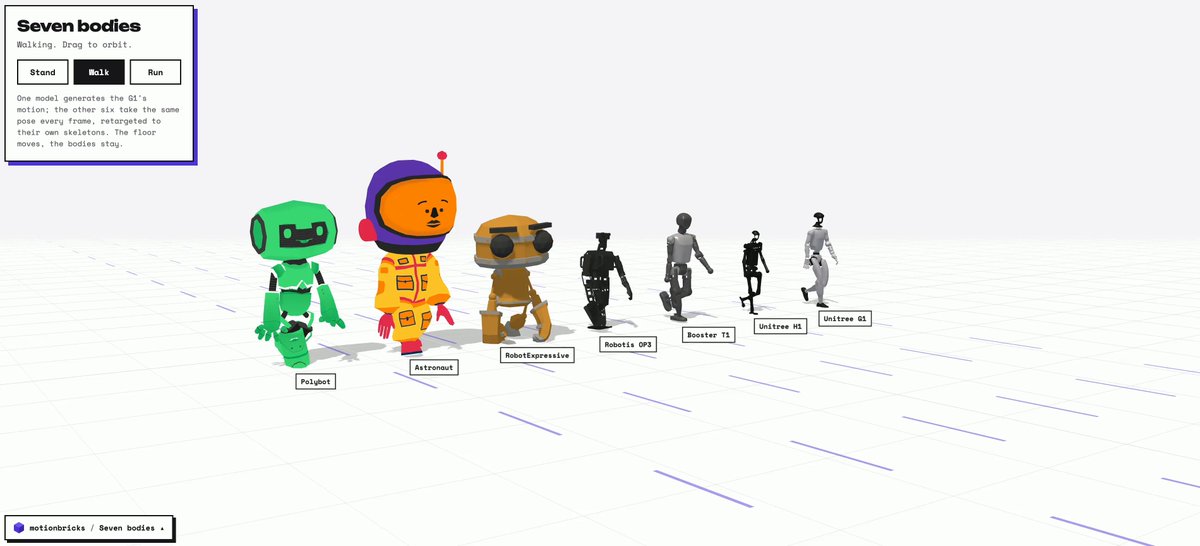 Seven bodies
Walking. Drag to orbit.
Stand Walk Run
One model generates the G1's
motion; the other six take the same
pose every frame, retargeted to
their own skeletons. The floor
moves, the bodies stay.
Polybot
Astronaut
RobotExpressive
Robotis OP3
Booster T1
Unitree H1
Unitree G1
motionbricks / Seven bodies ▴